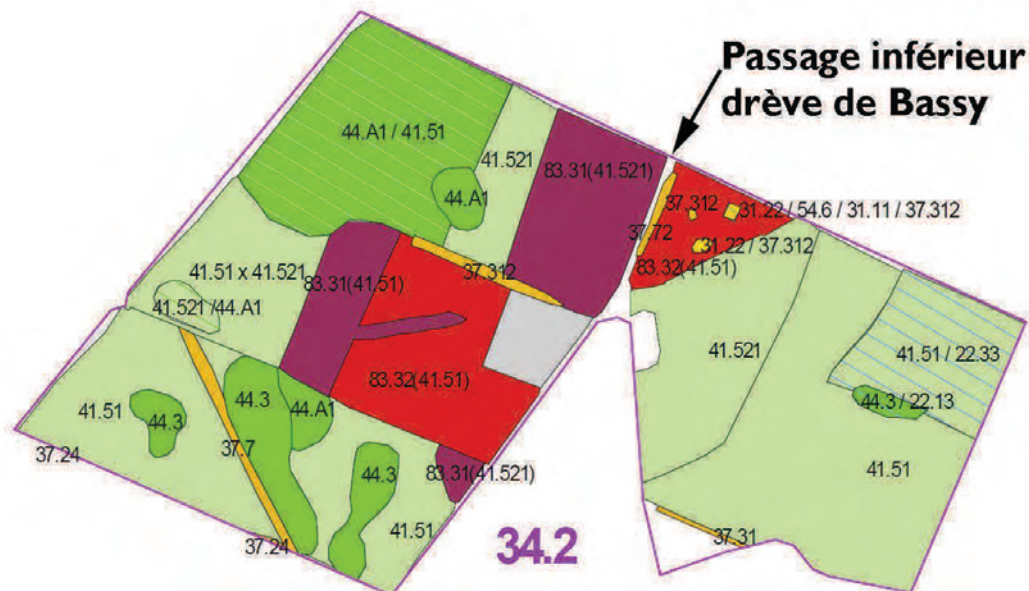 Passage inférieur
drève de Bassy
44.A1 / 41.51
41.521
44.A1
83.31(41.521)
37.312
31.22 / 54.6 / 31.11 / 37.312
37.72
31.22 / 37.312
83.32(41.51)
41.51 x 41.521
83.31(41.51)
37.312
41.521 /44.A1
41.521
41.51 / 22.33
83.32(41.51)
44.3 / 22.13
41.51
44.3
44.3
44.A1
37.24
37.7
44.3
83.31(41.521)
41.51
41.51
37.24
34.2
37.31